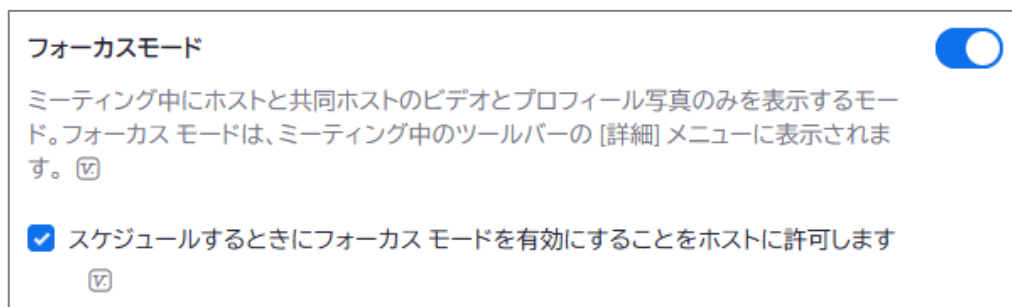 フォーカスモード
ミーティング中にホストと共同ホストのビデオとプロフィール写真のみを表示するモー
ド。フォーカス モードは、ミーティング中のツールバーの [詳細] メニューに表示されま
す。 v:
スケジュールするときにフォーカス モードを有効にすることをホストに許可します
v: